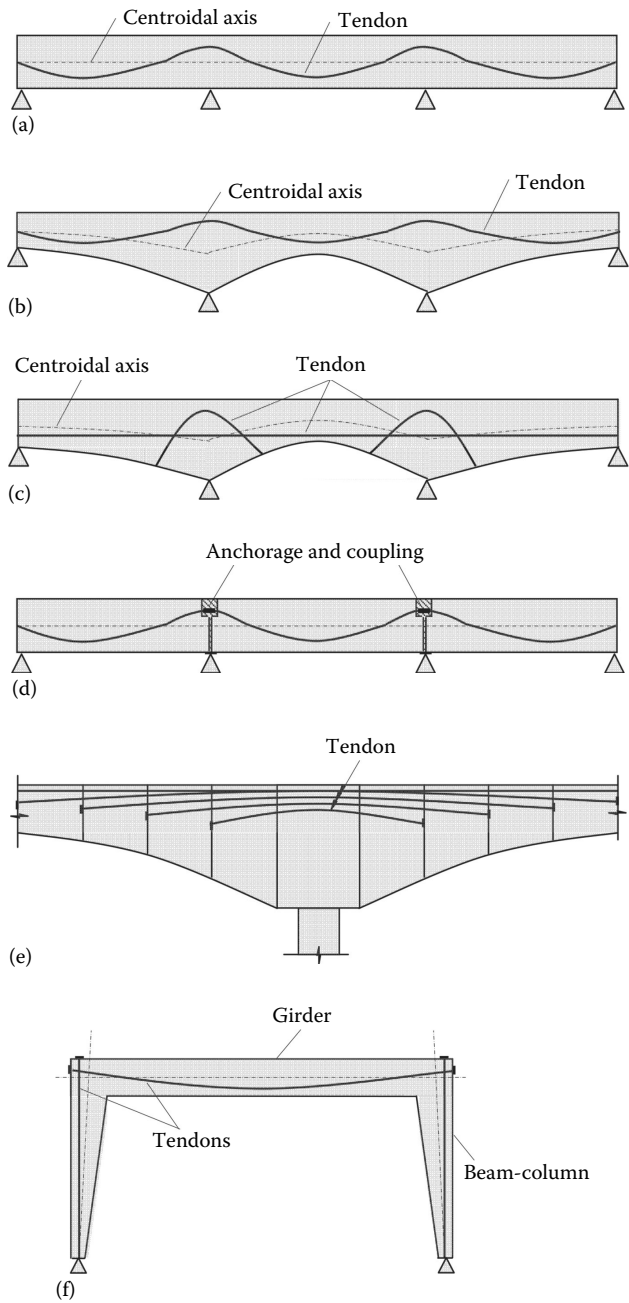 Centroidal axis
Tendon
(a)
Centroidal axis
Tendon
(b)
Centroidal axis
Tendon
(c)
Anchorage and coupling
(d)
Tendon
(e)
Girder
Tendons
Beam-column
(f)